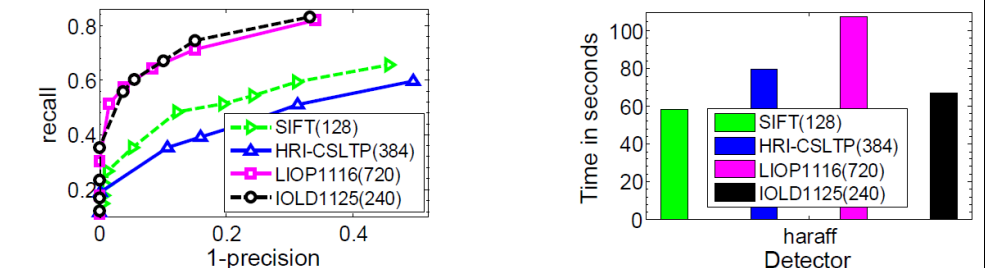 0.8
0.6
0.4
0.2
recall
0
0.2
0.4
1-precision
SIFT(128)
HRI-CSLTP(384)
LIOP1116(720)
IOLD1125(240)
100
80
60
40
20
0
Time in seconds
SIFT(128)
HRI-CSLTP(384)
LIOP1116(720)
IOLD1125(240)
haraff
Detector